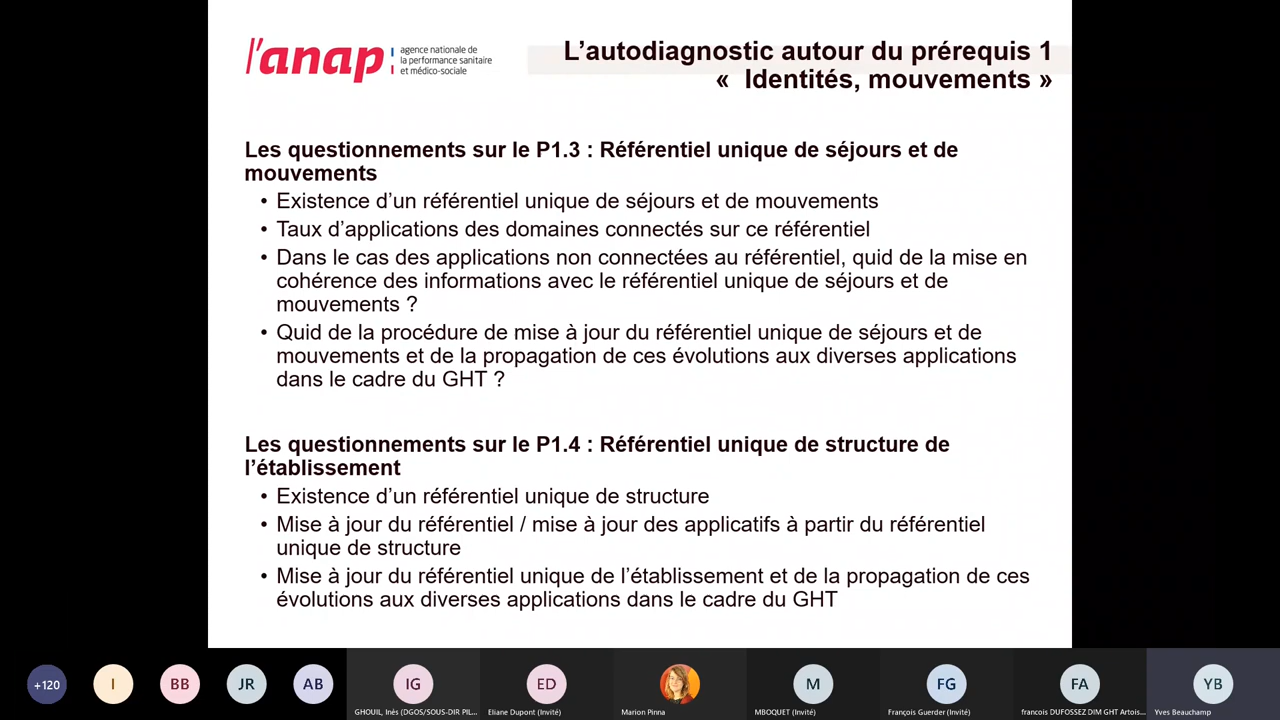 l'anap
agence nationale de
la performance sanitaire
et médico-sociale
L’autodiagnostic autour du prérequis 1
«  Identités, mouvements »
Les questionnements sur le P1.3 : Référentiel unique de séjours et de
mouvements
• Existence d’un référentiel unique de séjours et de mouvements
• Taux d’applications des domaines connectés sur ce référentiel
• Dans le cas des applications non connectées au référentiel, quid de la mise en
cohérence des informations avec le référentiel unique de séjours et de
mouvements ?
• Quid de la procédure de mise à jour du référentiel unique de séjours et de
mouvements et de la propagation de ces évolutions aux diverses applications
dans le cadre du GHT ?
Les questionnements sur le P1.4 : Référentiel unique de structure de
l’établissement
• Existence d’un référentiel unique de structure
• Mise à jour du référentiel / mise à jour des applicatifs à partir du référentiel
unique de structure
• Mise à jour du référentiel unique de l’établissement et de la propagation de ces
évolutions aux diverses applications dans le cadre du GHT
+120
I
BB
JR
AB
IG
ED
M
FG
FA
YB
GHOUIL, Inès (DGOS/SOUS-DIR PIL...
Eliane Dupont (Invité)
Marion Pinna
MBOQUET (Invité)
François Guerder (Invité)
francois DUFOSSEZ DIM GHT Artois...
Yves Beauchamp